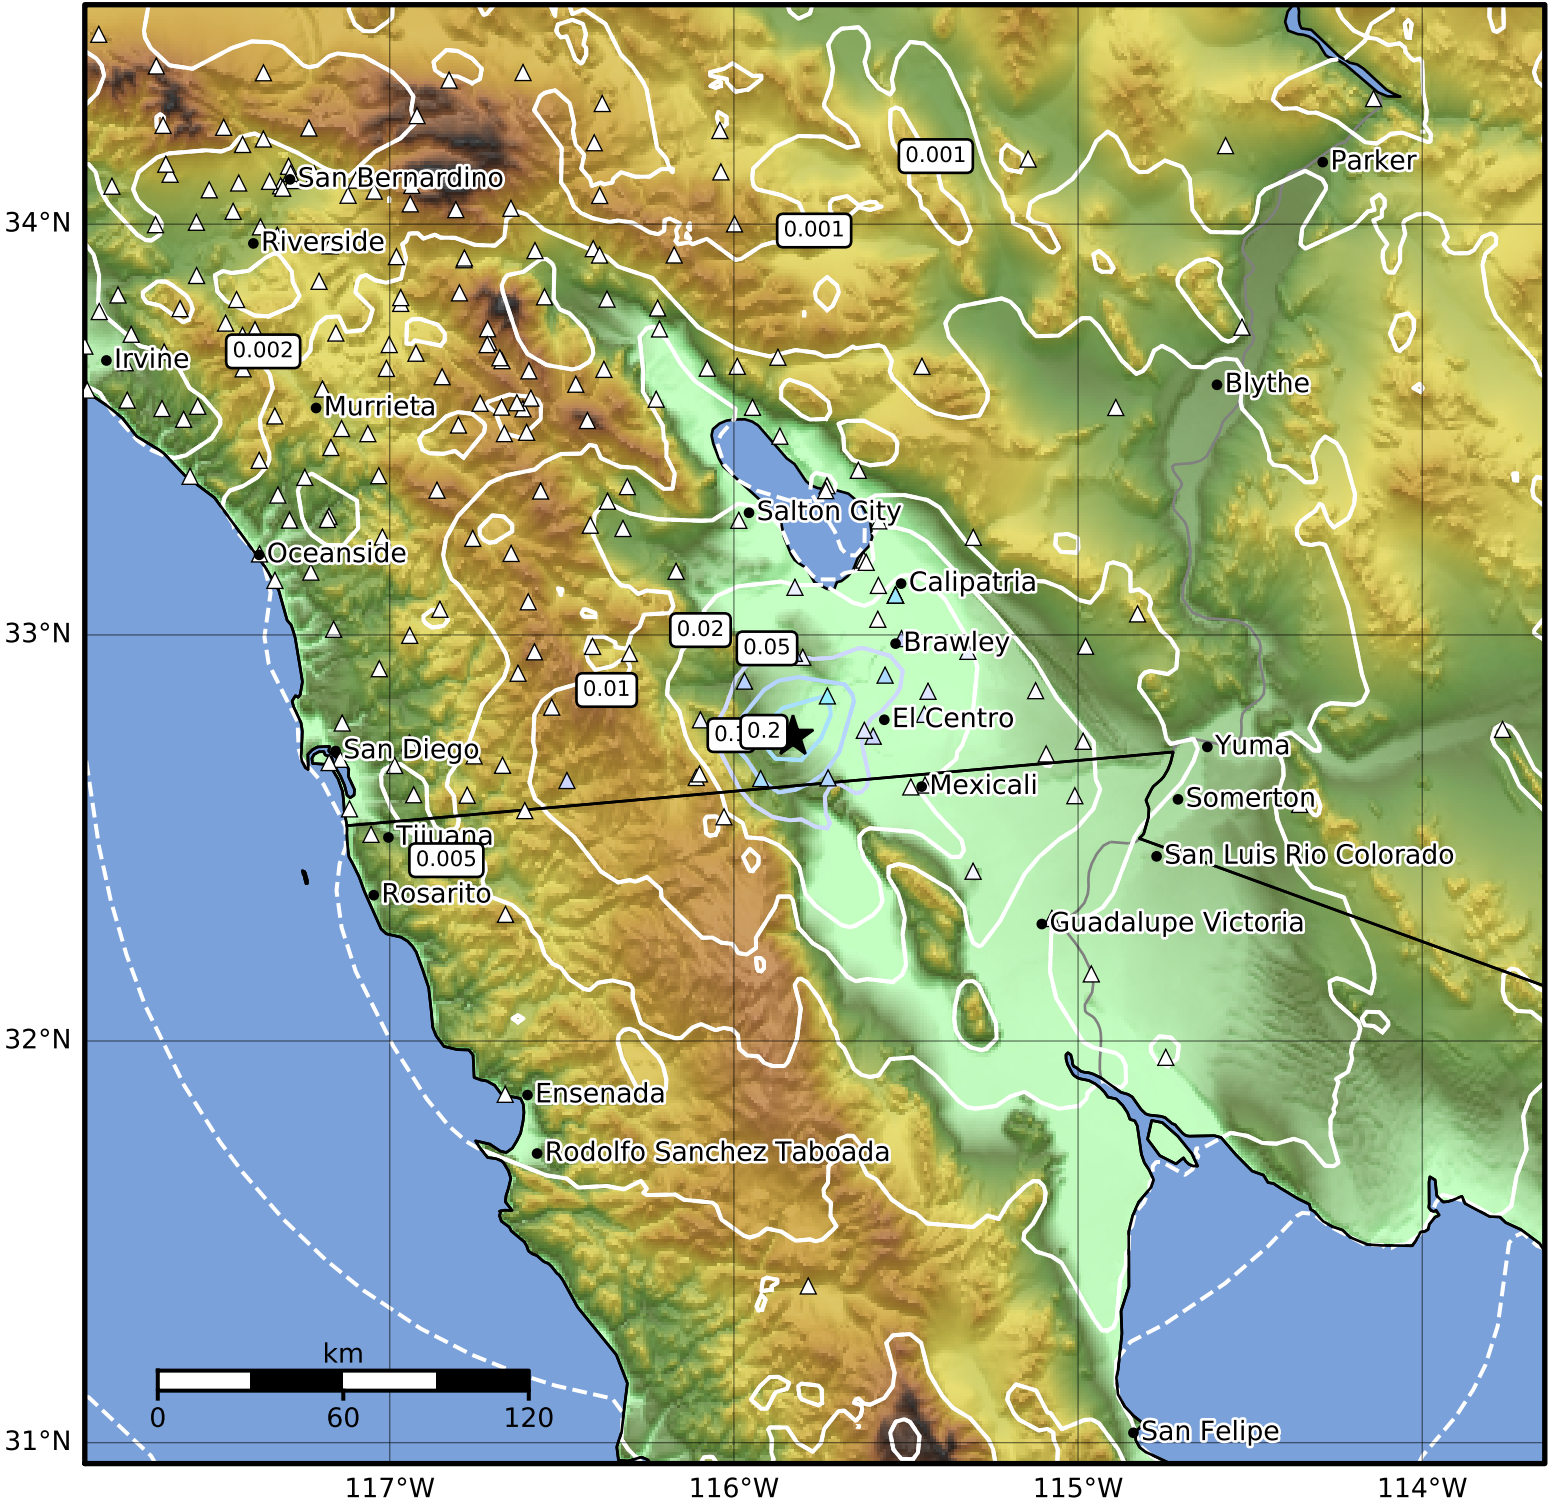 0.001
Parker
San Bernardino
34°N
0.001
Riverside
0.002
Irvine
Blythe
Murrieta
Salton City
Oceanside
Calipatria
33°N
0.02
Brawley
0.05
0.01
El Centro
0.2
San Diego
Yuma
Mexicali
Somerton
Tijuana
0.005
San Luis Rio Colorado
Rosarito
Guadalupe Victoria
32°N
Ensenada
Rodolfo Sanchez Taboada
km
0 60 120
San Felipe
31°N
117°W 116°W 115°W 114°W